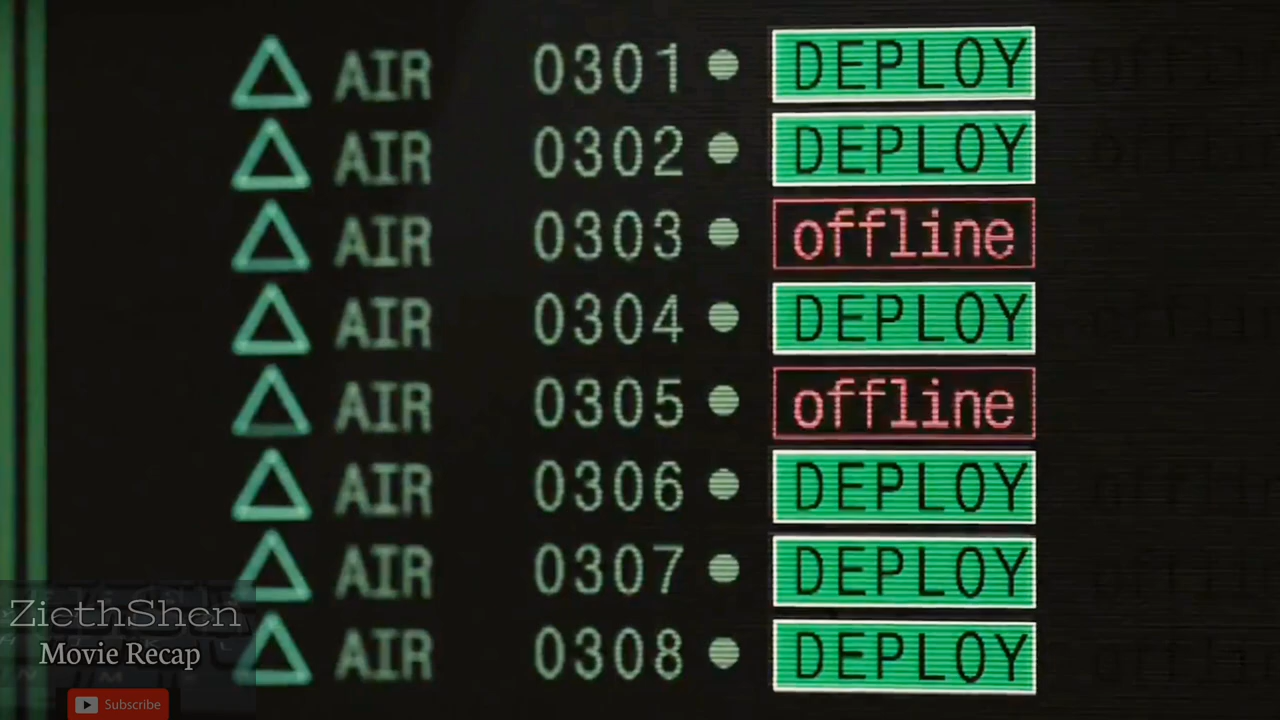 △ AIR 0301 ● DEPLOY
△ AIR 0302 ● DEPLOY
△ AIR 0303 ● offline
△ AIR 0304 ● DEPLOY
△ AIR 0305 ● offline
△ AIR 0306 ● DEPLOY
△ AIR 0307 ● DEPLOY
△ AIR 0308 ● DEPLOY
ZiethShen
Movie Recap
Subscribe